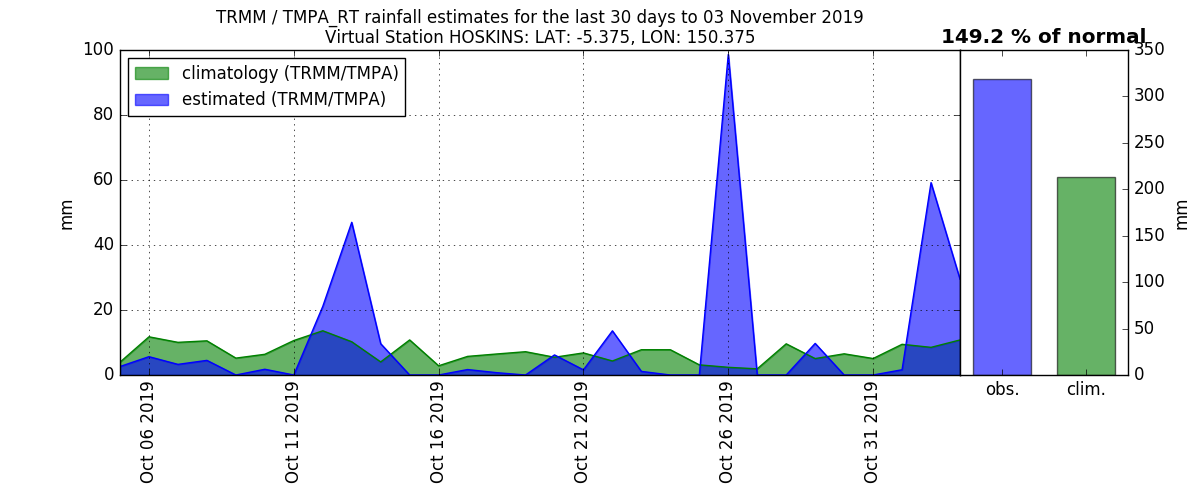 TRMM / TMPA_RT rainfall estimates for the last 30 days to 03 November 2019
Virtual Station HOSKINS: LAT: -5.375, LON: 150.375
149.2 % of normal
climatology (TRMM/TMPA)
estimated (TRMM/TMPA)
100
80
60
40
20
0
mm
Oct 06 2019
Oct 11 2019
Oct 16 2019
Oct 21 2019
Oct 26 2019
Oct 31 2019
obs.
clim.
350
300
250
200
150
100
50
0
mm